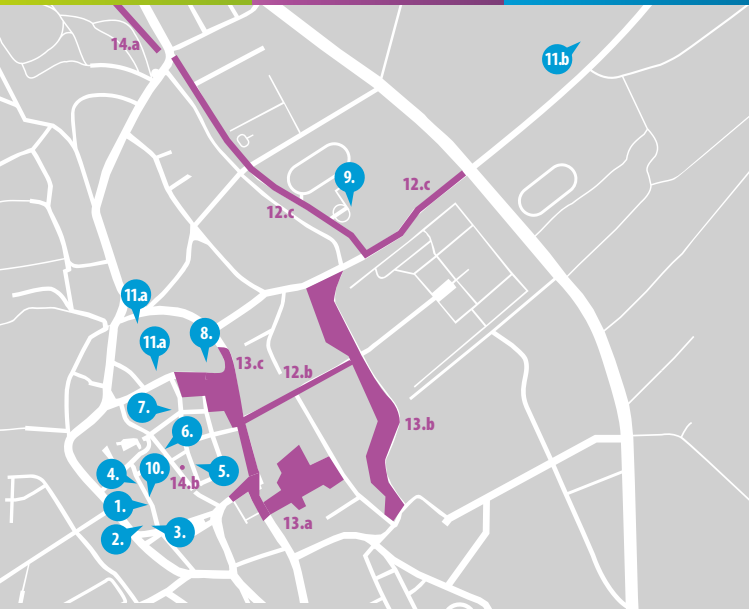 14.a
11.b
9.
12.c
12.c
11.a
11.a
8.
13.c
12.b
7.
13.b
6.
4.
10.
5.
14.b
1.
13.a
2.
3.